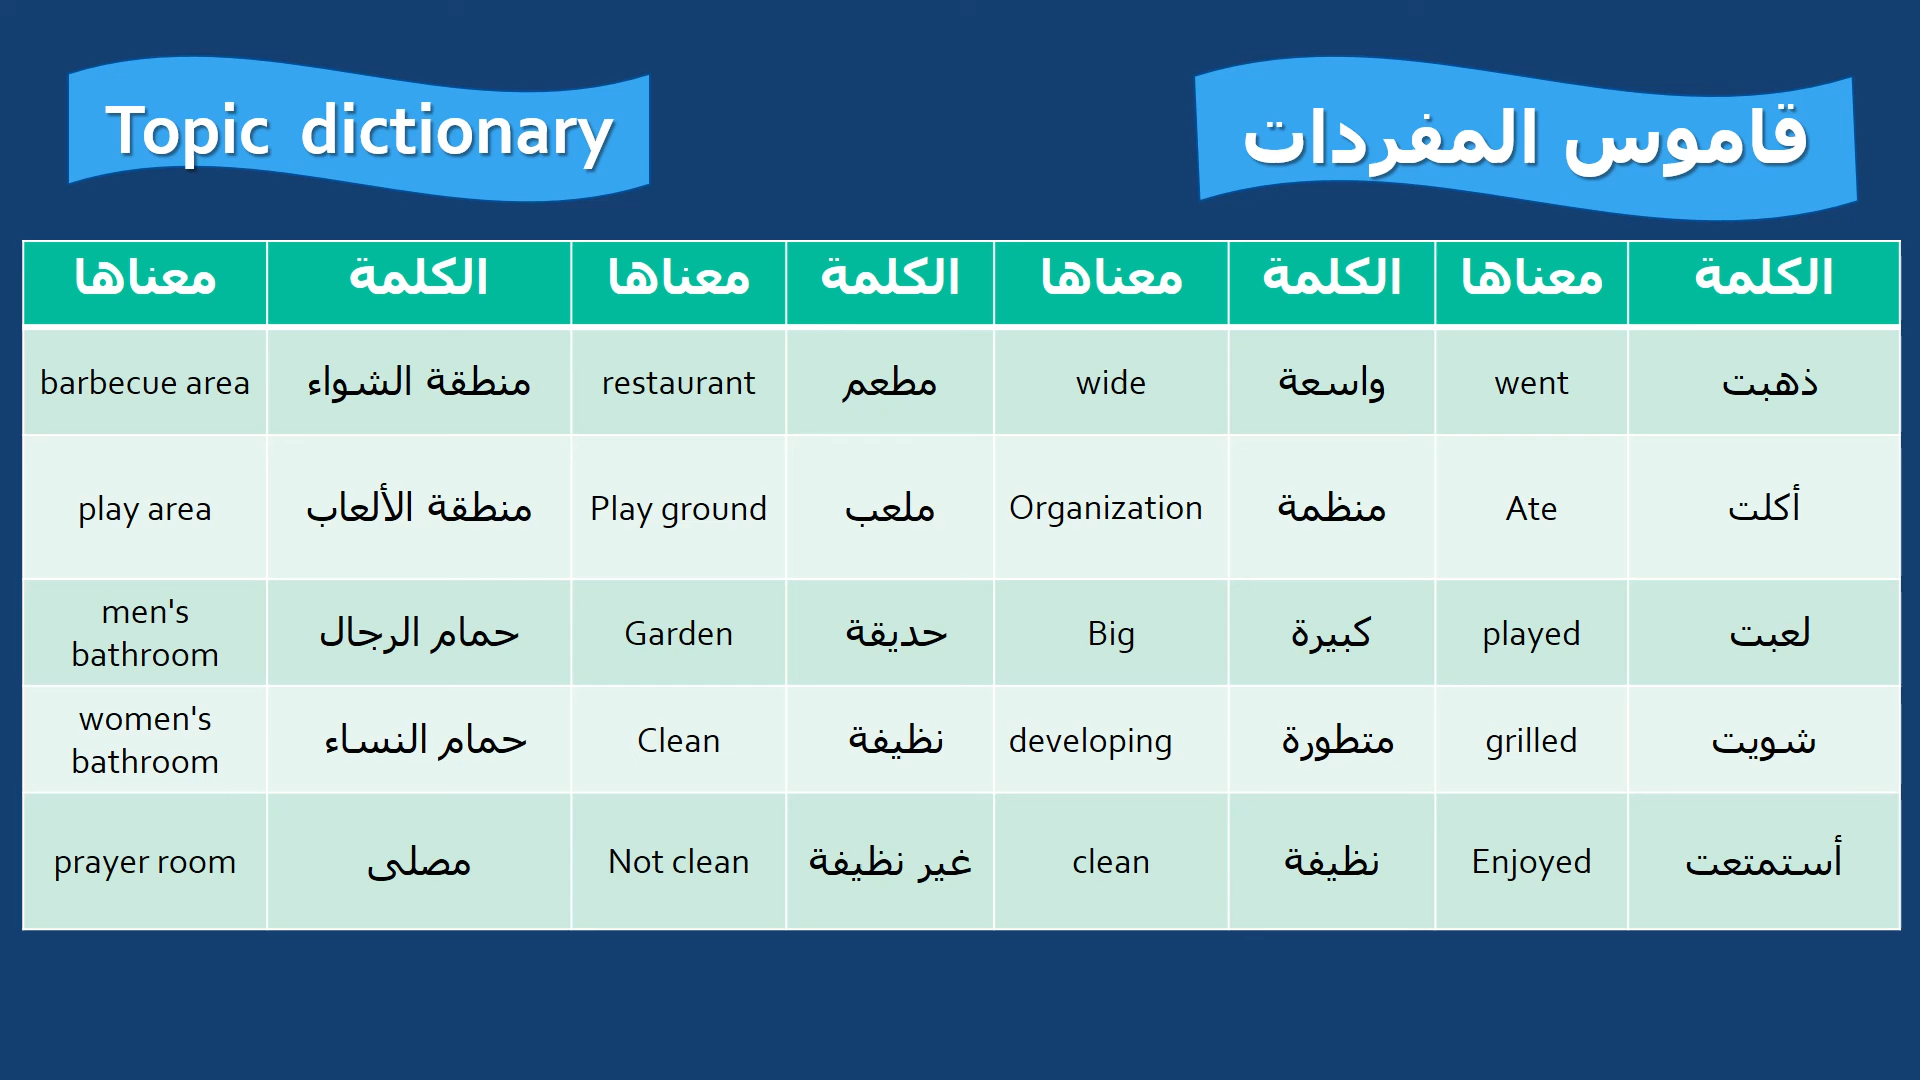 Topic dictionary
قاموس المفردات
الكلمة معناها الكلمة معناها الكلمة معناها الكلمة معناها
ذهبت went واسعة wide مطعم restaurant منطقة الشواء barbecue area
أكلت Ate منظمة Organization ملعب Play ground منطقة الألعاب play area
لعبت played كبيرة Big حديقة Garden حمام الرجال men's
bathroom
شويت grilled متطورة developing نظيفة Clean حمام النساء women's
bathroom
أستمتعت Enjoyed نظيفة clean غير نظيفة Not clean مصلى prayer room